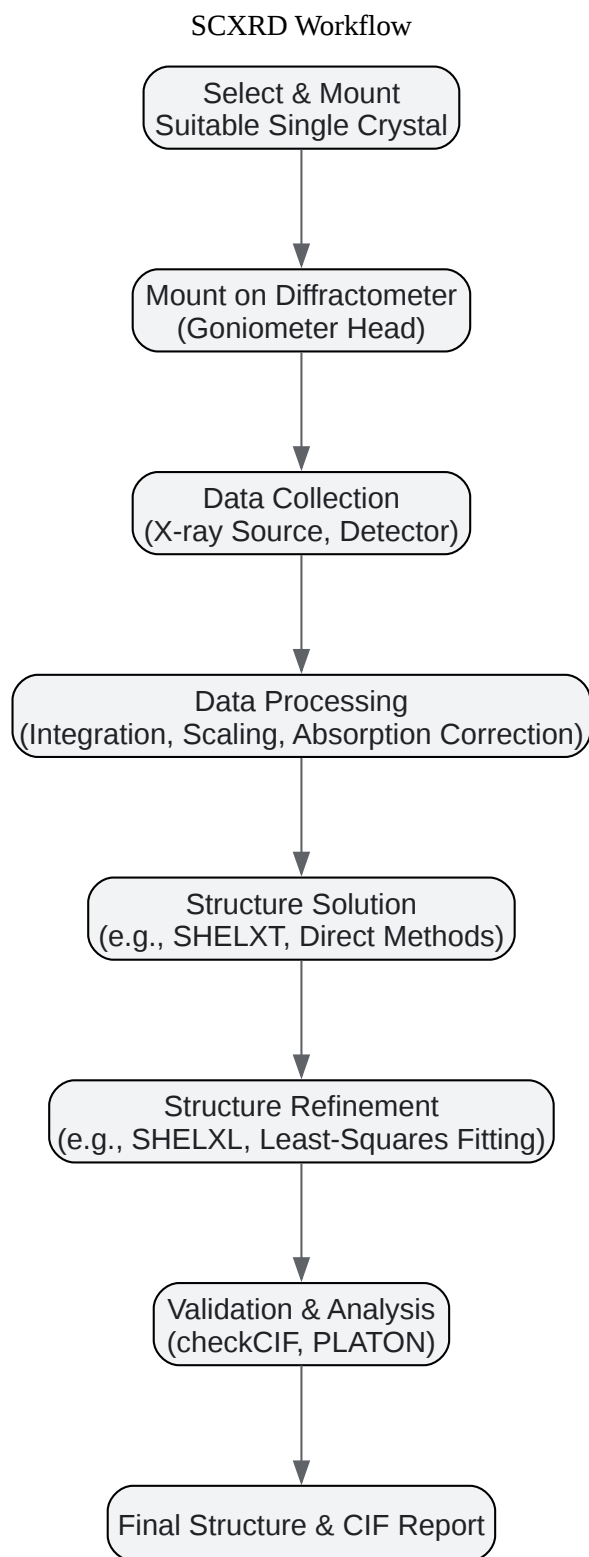 SCXRD Workflow
Select & Mount
Suitable Single Crystal
Mount on Diffractometer
(Goniometer Head)
Data Collection
(X-ray Source, Detector)
Data Processing
(Integration, Scaling, Absorption Correction)
Structure Solution
(e.g., SHELXT, Direct Methods)
Structure Refinement
(e.g., SHELXL, Least-Squares Fitting)
Validation & Analysis
(checkCIF, PLATON)
Final Structure & CIF Report